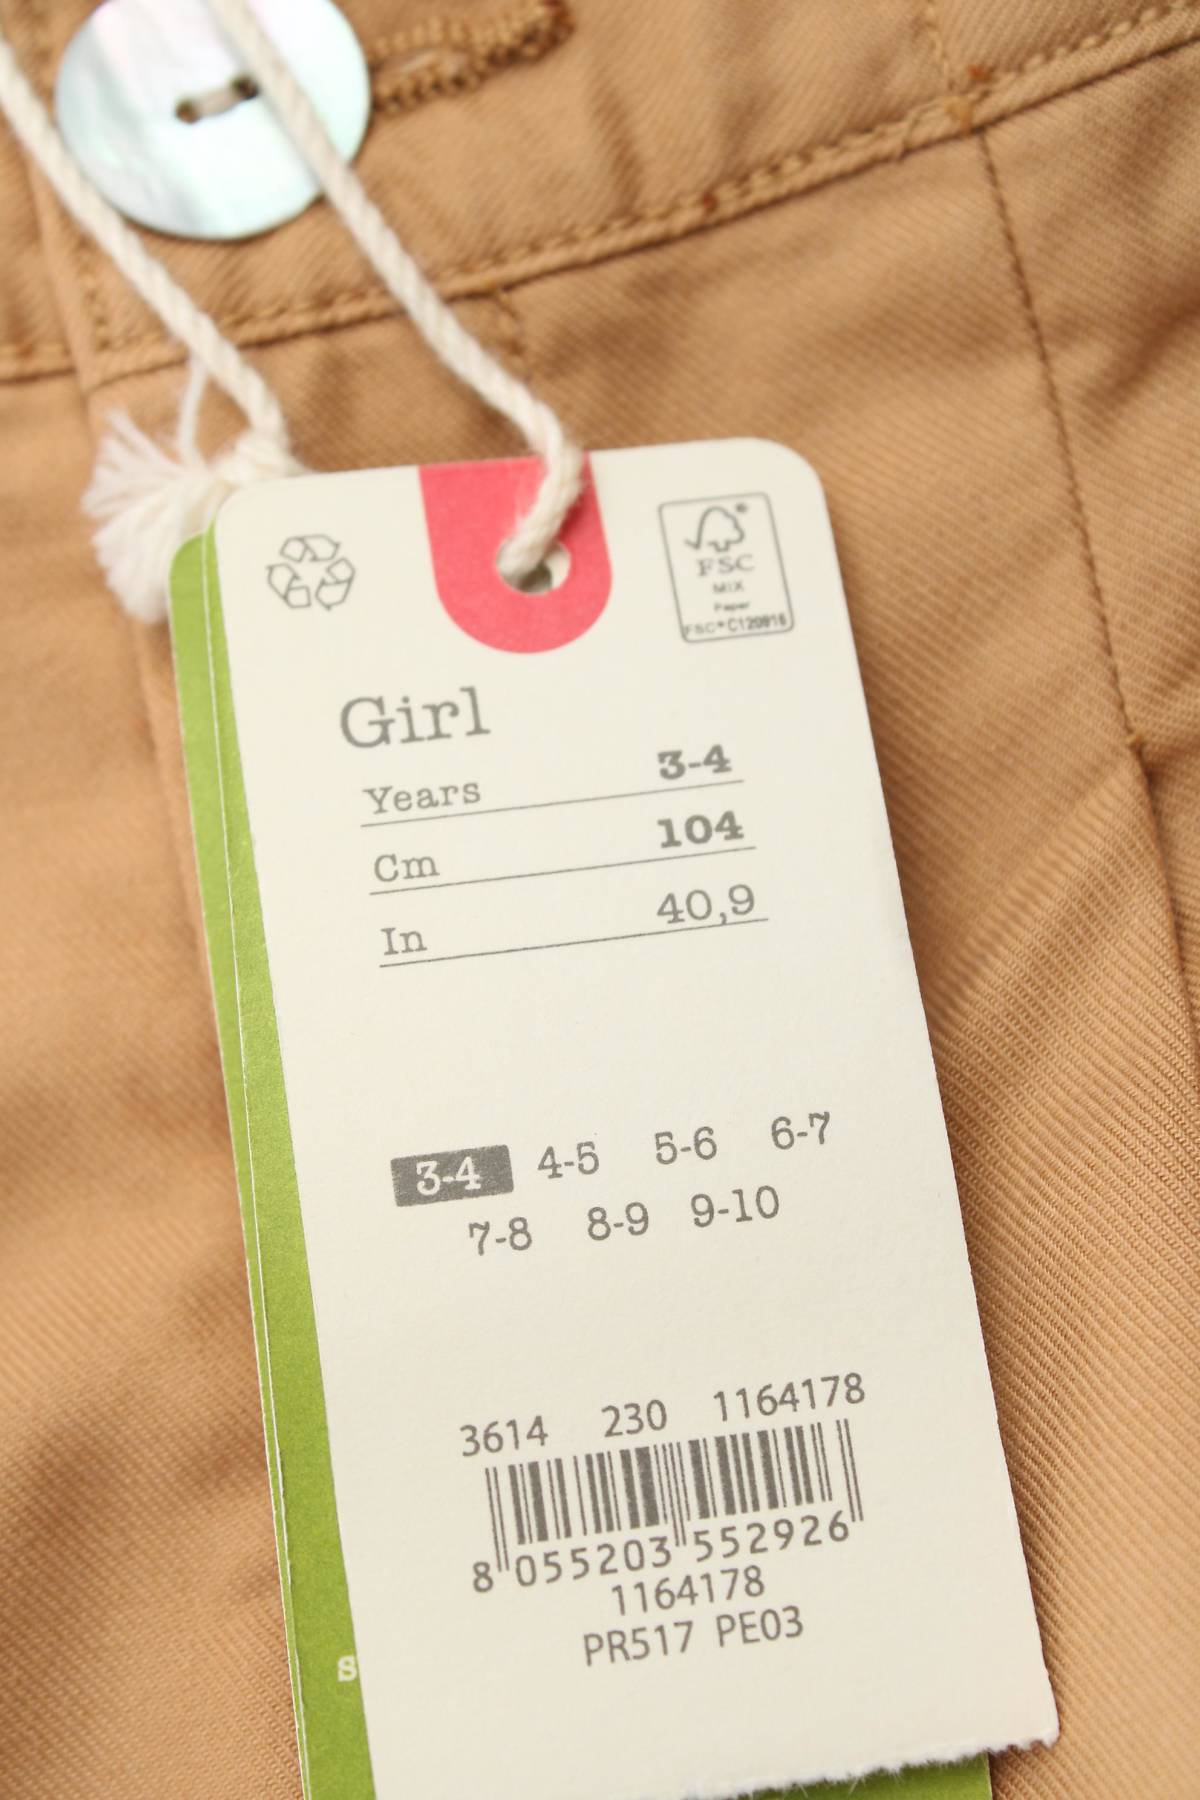 FSC
MIX
Paper
FSC® C120916
Girl
Years 3-4
Cm 104
In 40,9
3-4 4-5 5-6 6-7
7-8 8-9 9-10
3614 230 1164178
8 055203 552926
1164178
PR517 PE03